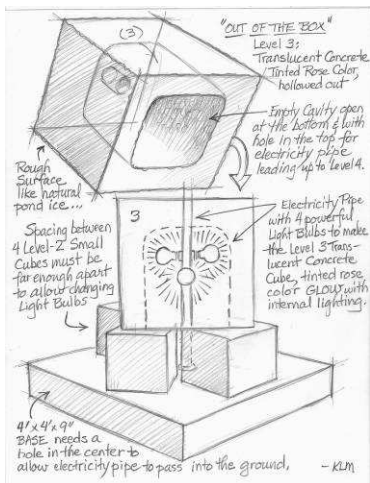 "OUT OF THE BOX"
Level 3;
Translucent Concrete
Tinted Rose Color,
hollowed out
(3)
Empty Cavity open
at the bottom & with
hole in the top for
electricity pipe
leading up to Level 4.
Rough
Surface
like natural
pond ice...
Spacing between
4 Level-2 Small
Cubes must be
far enough apart
to allow changing
Light Bulbs
3
Electricity Pipe
with 4 powerful
Light Bulbs to make
the Level 3 Trans-
lucent Concrete
Cube, tinted rose
color GLOW with
internal lighting.
4'x4'x9"
BASE needs a
hole in the center to
allow electricity pipe to pass into the ground,
-KLM